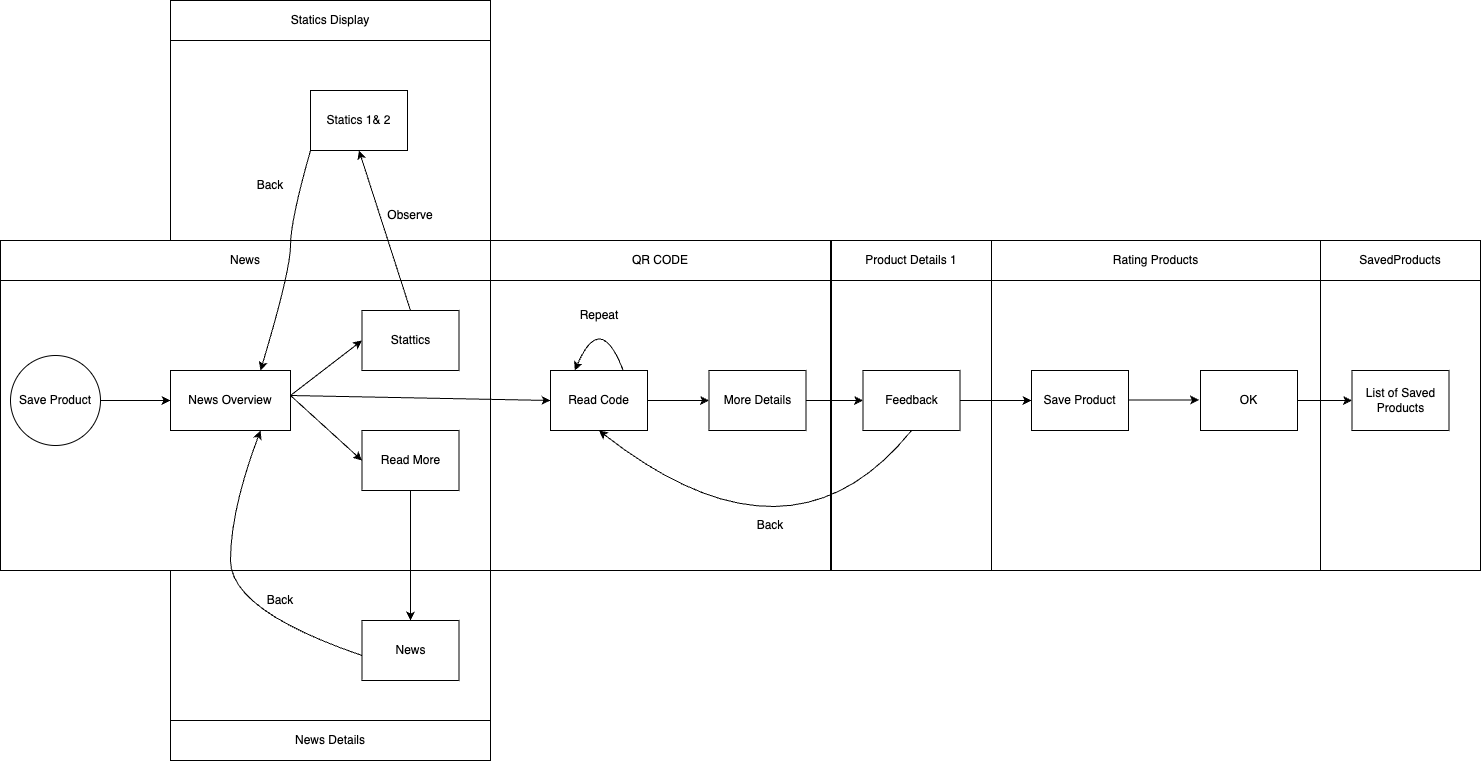 Statics Display
Statics 1& 2
Back
Observe
News
QR CODE
Product Details 1
Rating Products
SavedProducts
Repeat
Stattics
Save Product
News Overview
Read Code
More Details
Feedback
Save Product
OK
List of Saved
Products
Read More
Back
Back
News
News Details